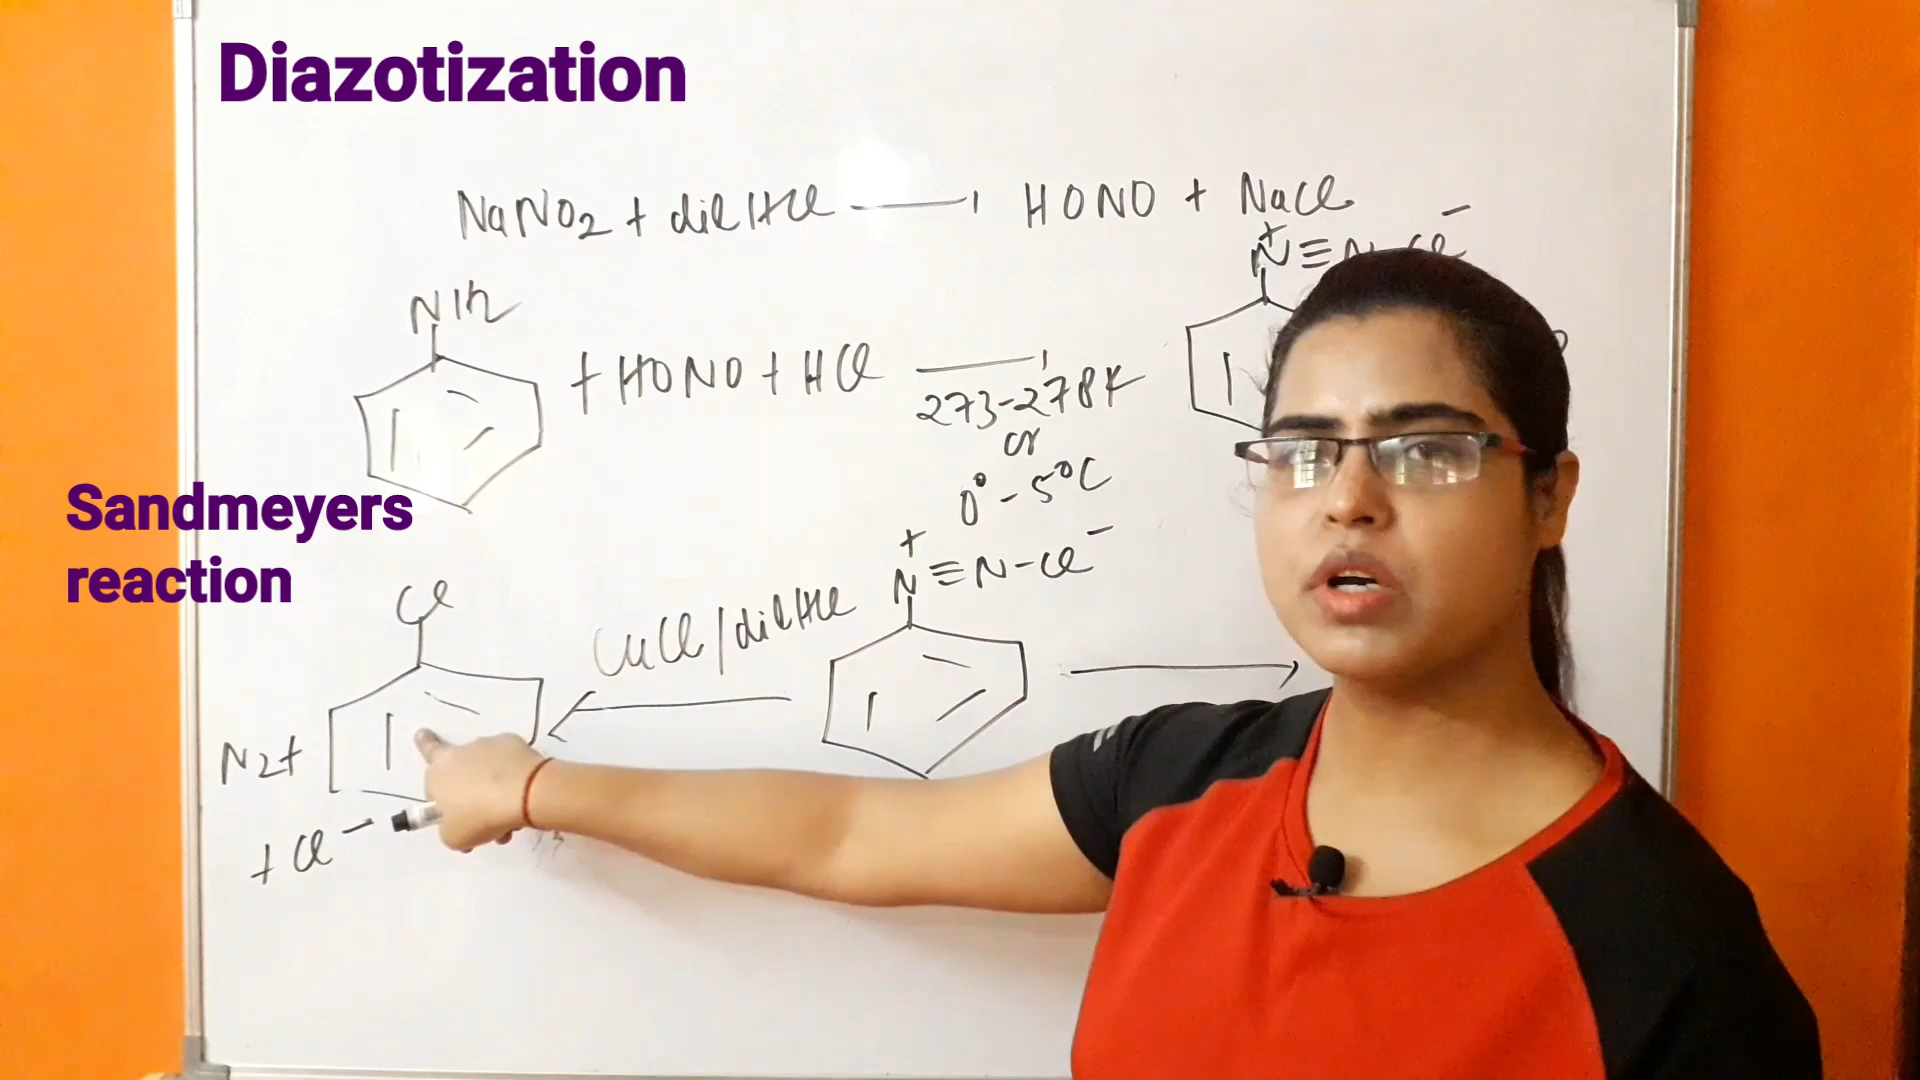 Diazotization
NaNO2 + dil HCl → HONO + NaCl
N+≡N-Cl-
NH2
+ HONO + HCl →
273-278K
or
0°-5°C
Sandmeyers
reaction
N+≡N-Cl-
Cl
CuCl/dil HCl
N2+
+ Cl-